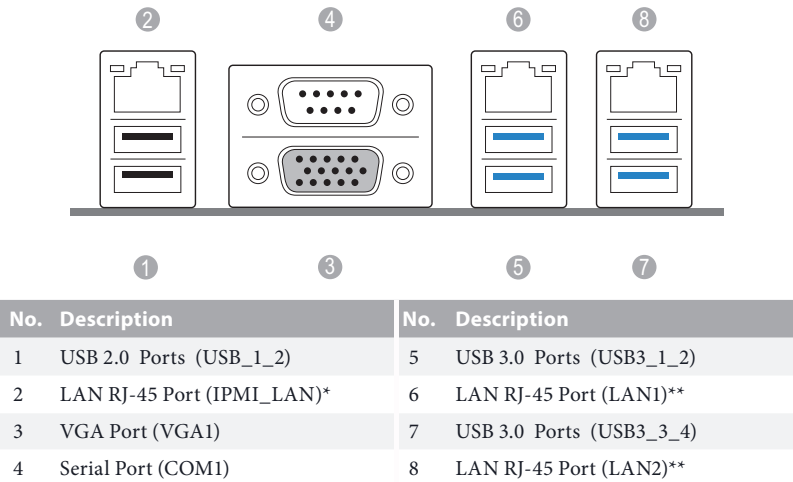 2 4 6 8
1 3 5 7
No. Description No. Description
1 USB 2.0 Ports (USB_1_2) 5 USB 3.0 Ports (USB3_1_2)
2 LAN RJ-45 Port (IPMI_LAN)* 6 LAN RJ-45 Port (LAN1)**
3 VGA Port (VGA1) 7 USB 3.0 Ports (USB3_3_4)
4 Serial Port (COM1) 8 LAN RJ-45 Port (LAN2)**